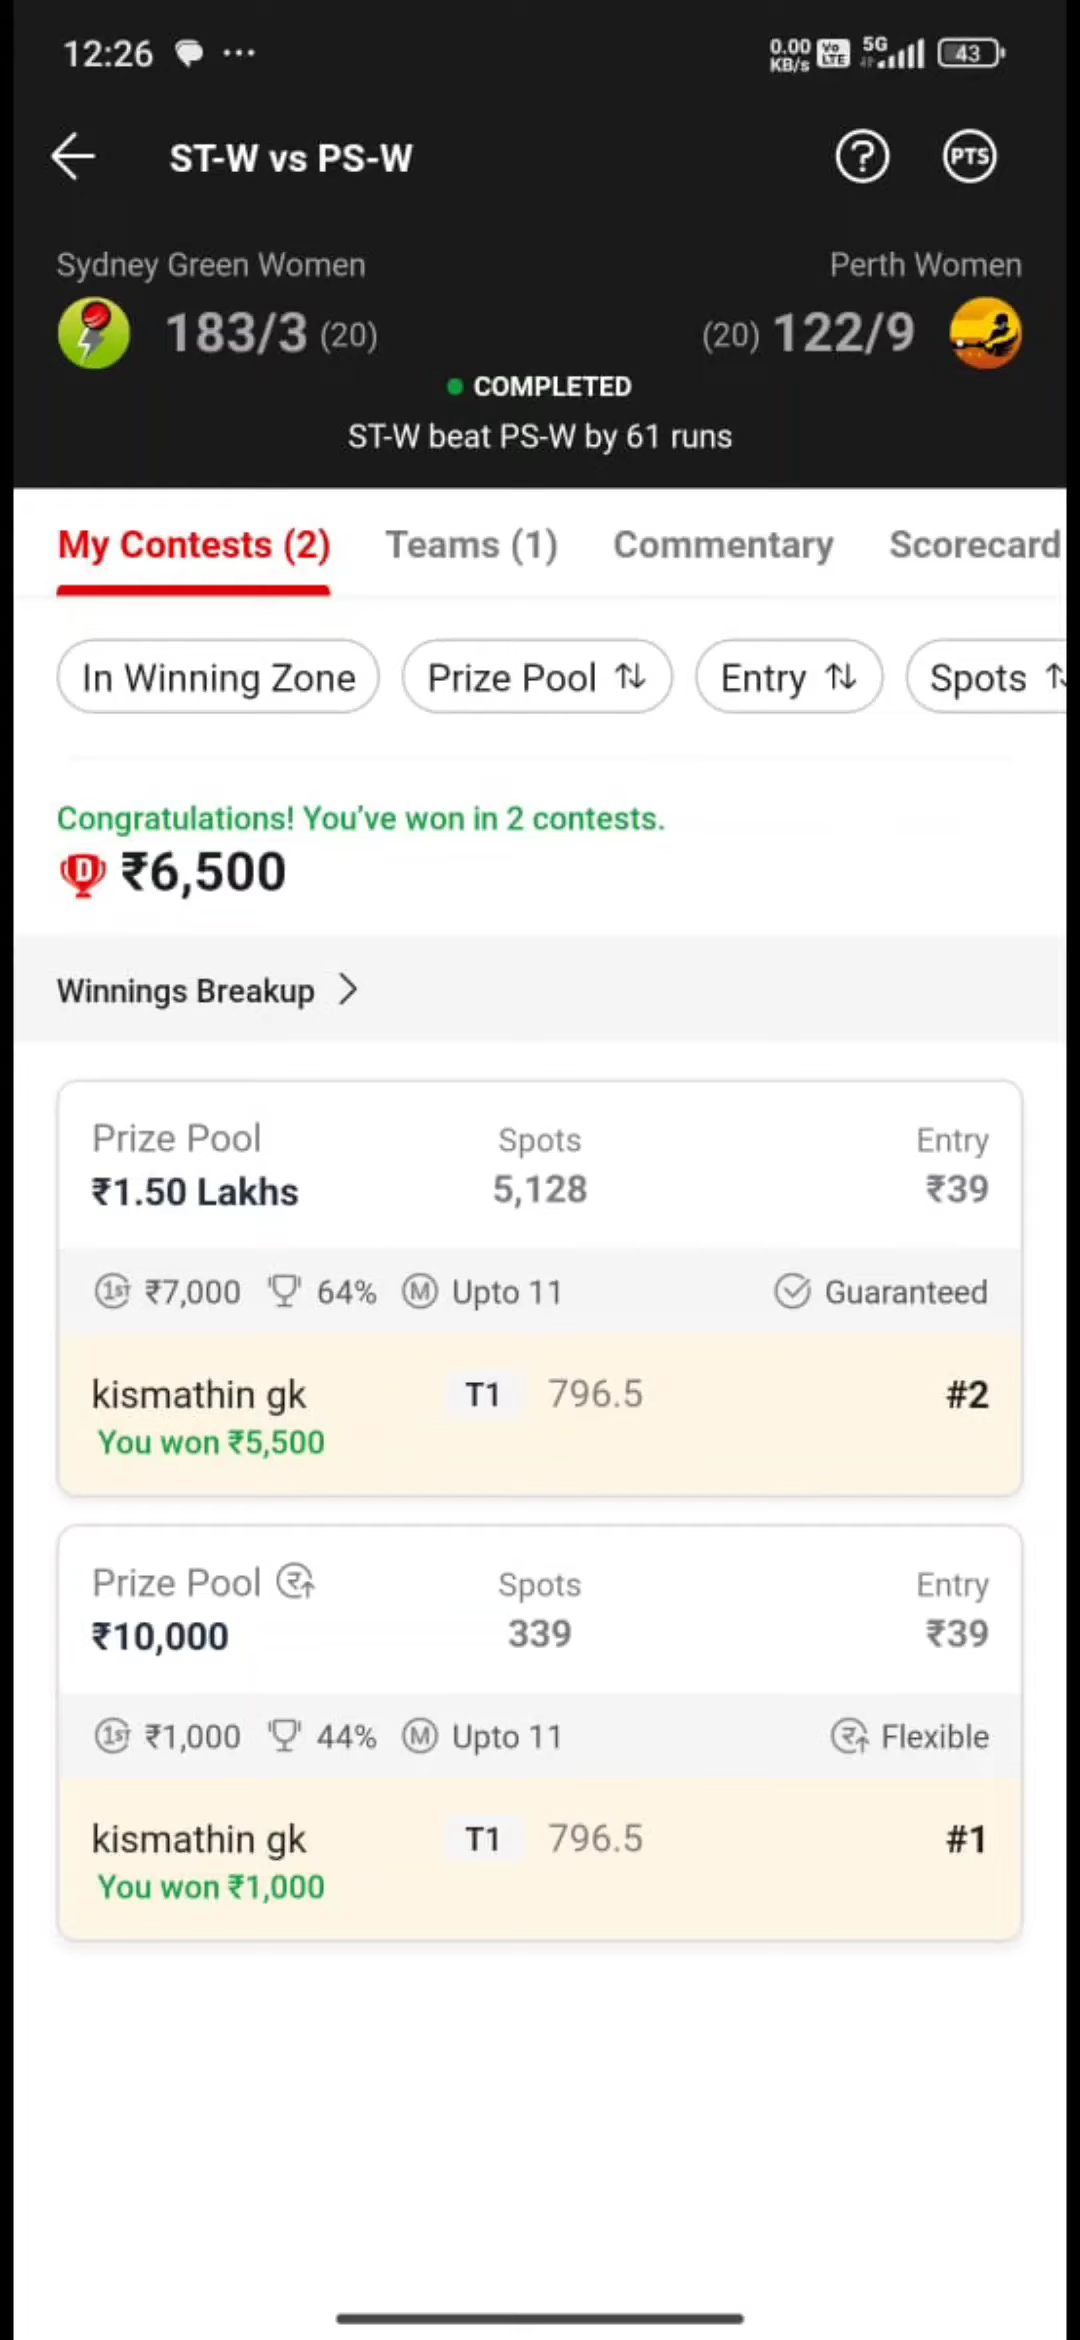 12:26 ... 0.00 KB/s Vo LTE 5G 43
ST-W vs PS-W ? PTS
Sydney Green Women Perth Women
183/3 (20) (20) 122/9
COMPLETED
ST-W beat PS-W by 61 runs
My Contests (2) Teams (1) Commentary Scorecard
In Winning Zone Prize Pool Entry Spots
Congratulations! You've won in 2 contests.
D ₹6,500
Winnings Breakup
Prize Pool Spots Entry
₹1.50 Lakhs 5,128 ₹39
1ST ₹7,000 64% M Upto 11 Guaranteed
kismathin gk T1 796.5 #2
You won ₹5,500
Prize Pool Spots Entry
₹10,000 339 ₹39
1ST ₹1,000 44% M Upto 11 Flexible
kismathin gk T1 796.5 #1
You won ₹1,000